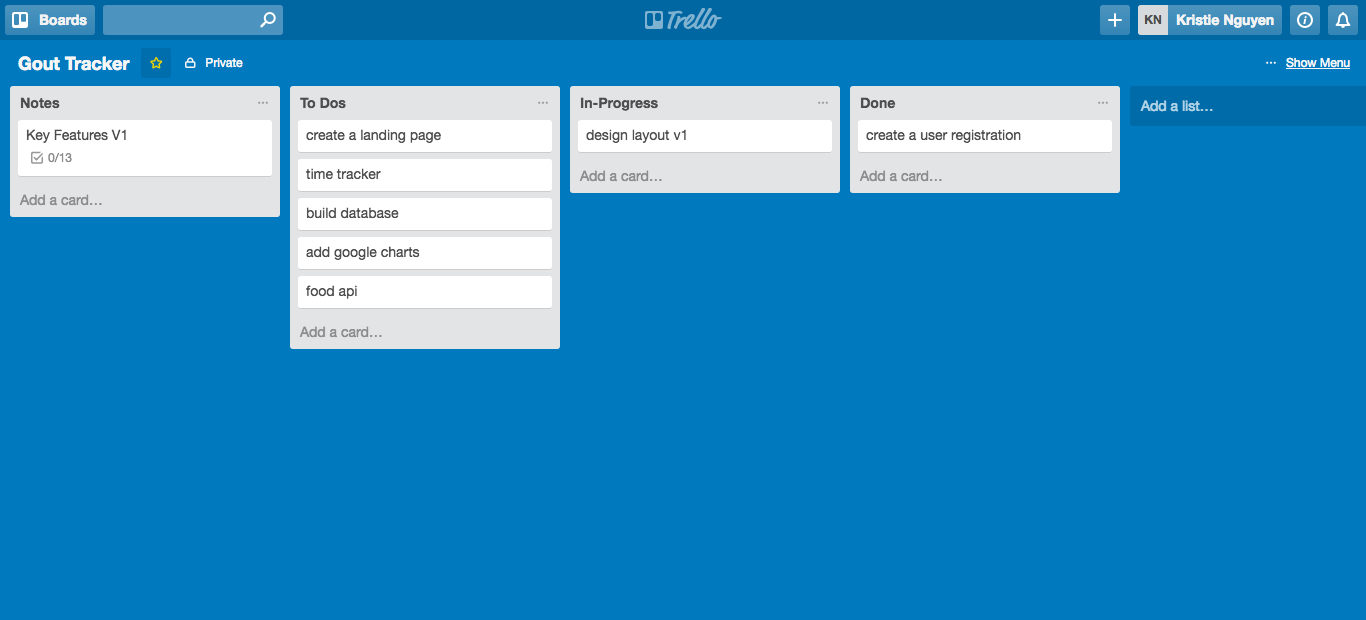 Boards
Trello
KN Kristie Nguyen
Gout Tracker Private
... Show Menu
Notes ...
Key Features V1
0/13
Add a card…
To Dos ...
create a landing page
time tracker
build database
add google charts
food api
Add a card…
In-Progress ...
design layout v1
Add a card…
Done ...
create a user registration
Add a card…
Add a list…